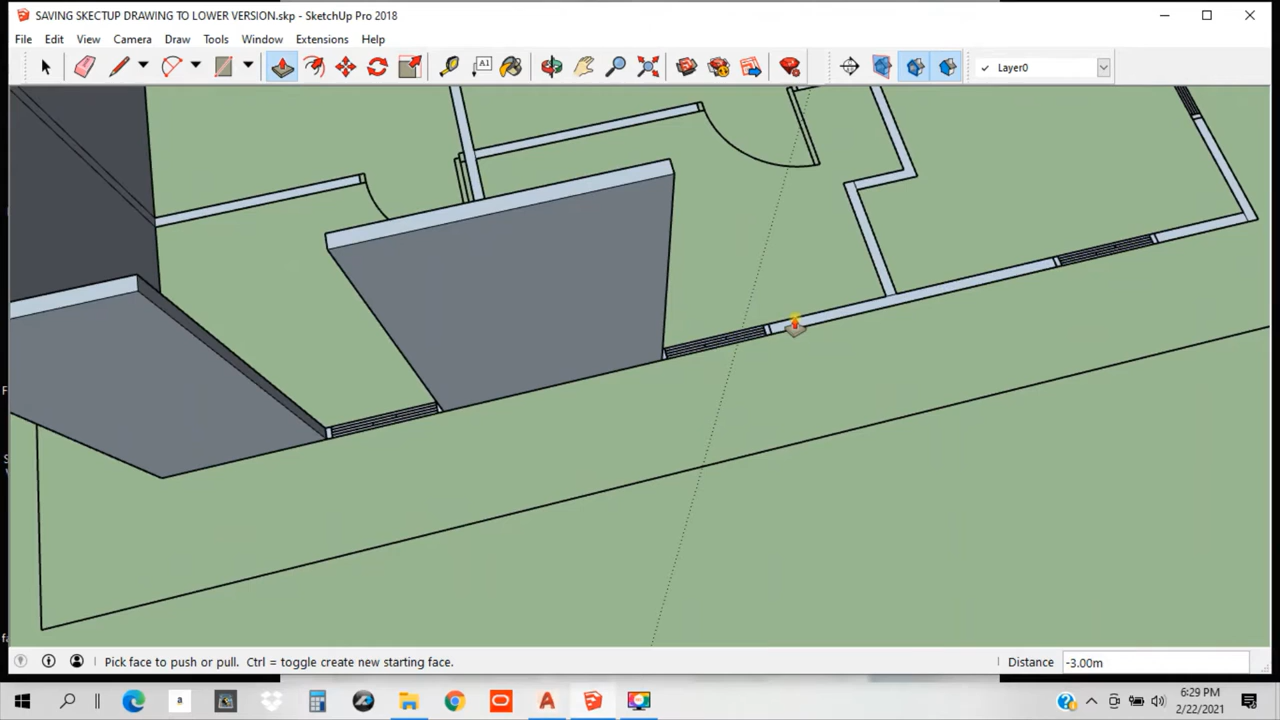 SAVING SKECTUP DRAWING TO LOWER VERSION.skp - SketchUp Pro 2018
File Edit View Camera Draw Tools Window Extensions Help
A1
Layer0
Pick face to push or pull. Ctrl = toggle create new starting face.
Distance -3.00m
6:29 PM
2/22/2021